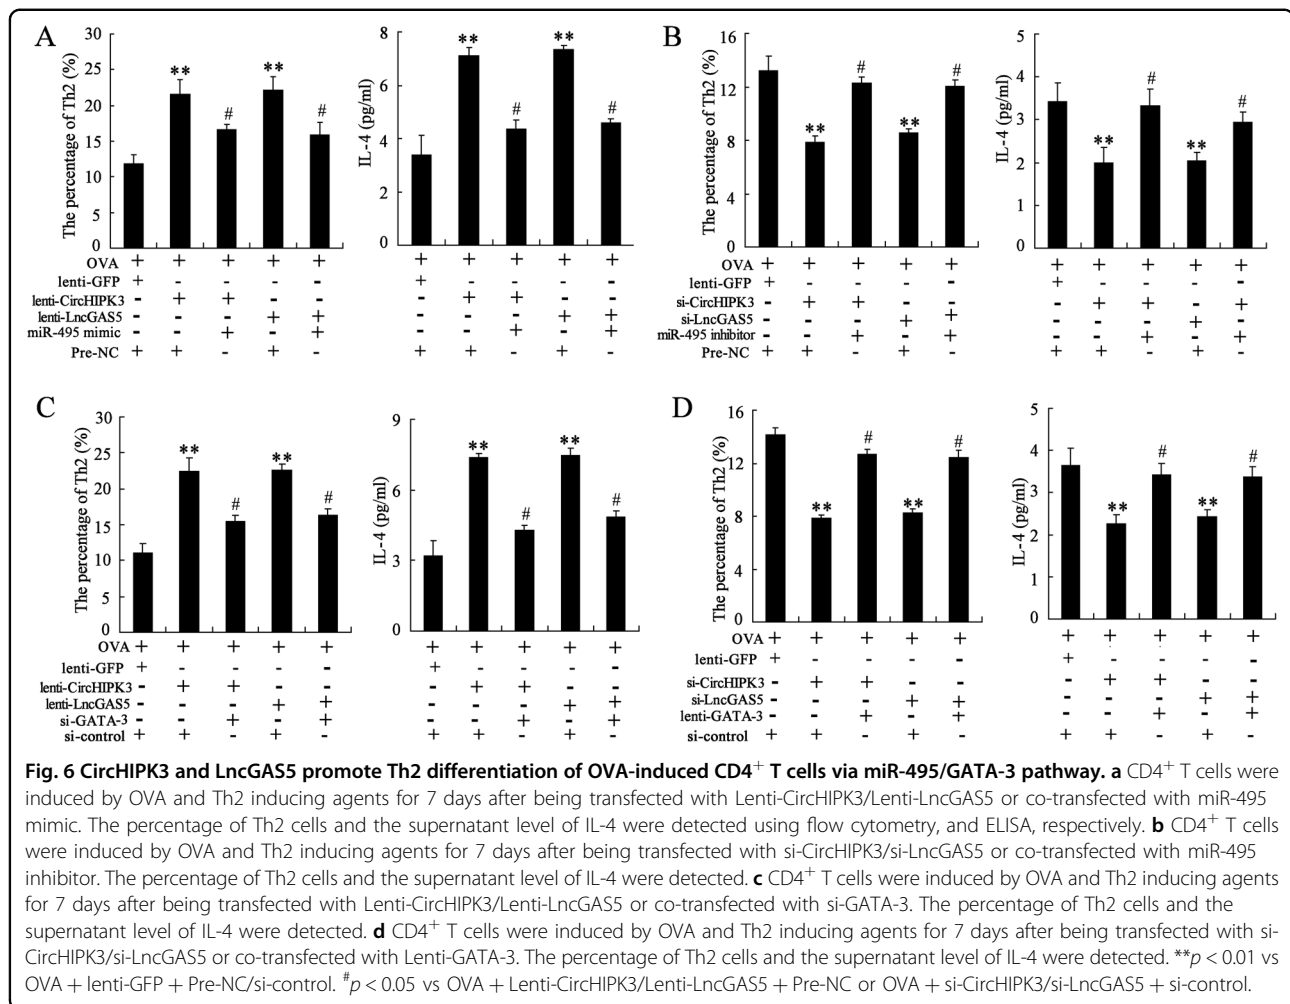 A
The percentage of Th2 (%)
30
25
20
15
10
5
0
** ** # #
IL-4 (pg/ml)
8
6
4
2
0
** ** # #
OVA + + + + + + + + + +
lenti-GFP + - - - - + - - - -
lenti-CircHIPK3 - + + - - - + + - -
lenti-LncGAS5 - - - + + - - - + +
miR-495 mimic - - + - + - - + - +
Pre-NC + + - + - + + - + -
B
The percentage of Th2 (%)
16
12
8
4
0
** # ** #
IL-4 (pg/ml)
5
4
3
2
1
0
** # ** #
OVA + + + + + + + + + +
lenti-GFP + - - - - + - - - -
si-CircHIPK3 - + + - - - + + - +
si-LncGAS5 - - - + + - - - + -
miR-495 inhibitor - - + - + - - + - +
Pre-NC + + - + - + + - + -
C
The percentage of Th2 (%)
30
25
20
15
10
5
0
** # ** #
IL-4 (pg/ml)
9
6
3
0
** # ** #
OVA + + + + + + + + + +
lenti-GFP + - - - - + - - - -
lenti-CircHIPK3 - + + - - - + + - -
lenti-LncGAS5 - - - + + - - - + +
si-GATA-3 - - + - + - - + - +
si-control + + - + - + + - + -
D
The percentage of Th2 (%)
16
12
8
4
0
** # ** #
IL-4 (pg/ml)
5
4
3
2
1
0
** # ** #
OVA + + + + + + + + + +
lenti-GFP + - - - - + - - - -
si-CircHIPK3 - + + - - - + + - -
si-LncGAS5 - - - + + - - - + +
lenti-GATA-3 - - + - + - - + - +
si-control + + - + - + + - + -
Fig. 6 CircHIPK3 and LncGAS5 promote Th2 differentiation of OVA-induced CD4⁺ T cells via miR-495/GATA-3 pathway. a CD4⁺ T cells were
induced by OVA and Th2 inducing agents for 7 days after being transfected with Lenti-CircHIPK3/Lenti-LncGAS5 or co-transfected with miR-495
mimic. The percentage of Th2 cells and the supernatant level of IL-4 were detected using flow cytometry, and ELISA, respectively. b CD4⁺ T cells
were induced by OVA and Th2 inducing agents for 7 days after being transfected with si-CircHIPK3/si-LncGAS5 or co-transfected with miR-495
inhibitor. The percentage of Th2 cells and the supernatant level of IL-4 were detected. c CD4⁺ T cells were induced by OVA and Th2 inducing agents
for 7 days after being transfected with Lenti-CircHIPK3/Lenti-LncGAS5 or co-transfected with si-GATA-3. The percentage of Th2 cells and the
supernatant level of IL-4 were detected. d CD4⁺ T cells were induced by OVA and Th2 inducing agents for 7 days after being transfected with si-
CircHIPK3/si-LncGAS5 or co-transfected with Lenti-GATA-3. The percentage of Th2 cells and the supernatant level of IL-4 were detected. **p < 0.01 vs
OVA + lenti-GFP + Pre-NC/si-control. #p < 0.05 vs OVA + Lenti-CircHIPK3/Lenti-LncGAS5 + Pre-NC or OVA + si-CircHIPK3/si-LncGAS5 + si-control.